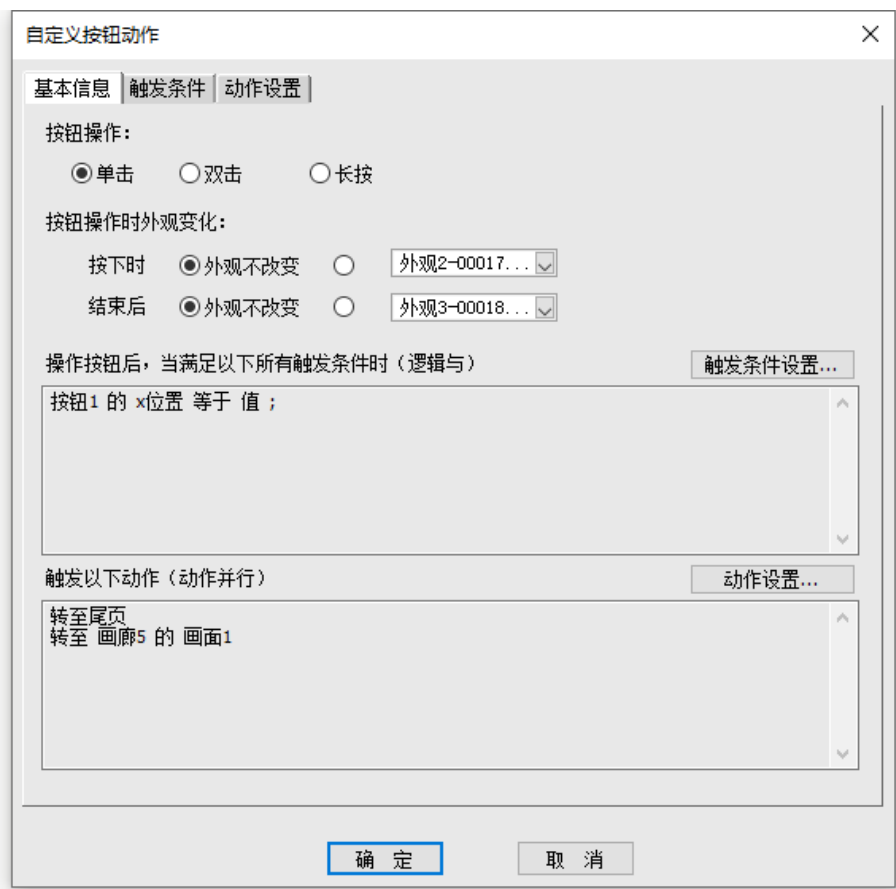 自定义按钮动作
基本信息 触发条件 动作设置
按钮操作:
单击 双击 长按
按钮操作时外观变化:
按下时 外观不改变 外观2-00017...
结束后 外观不改变 外观3-00018...
操作按钮后, 当满足以下所有触发条件时 (逻辑与) 触发条件设置...
按钮1 的 x位置 等于 值 ;
触发以下动作 (动作并行) 动作设置...
转至尾页
转至 画廊5 的 画面1
确 定 取 消